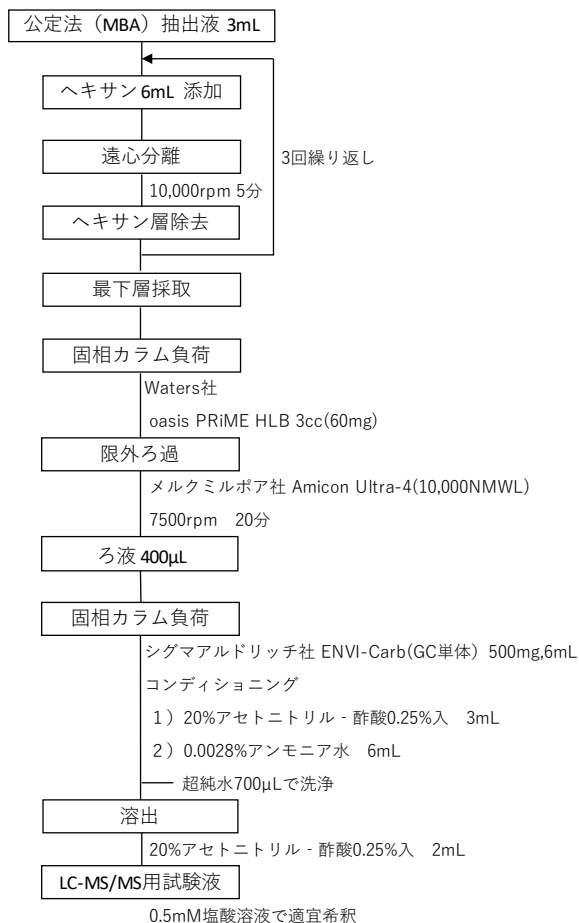 公定法（MBA）抽出液 3mL
ヘキサン 6mL 添加
遠心分離
3回繰り返し
10,000rpm 5分
ヘキサン層除去
最下層採取
固相カラム負荷
Waters社
oasis PRiME HLB 3cc(60mg)
限外ろ過
メルクミルポア社 Amicon Ultra-4(10,000NMWL)
7500rpm 20分
ろ液 400µL
固相カラム負荷
シグマアルドリッチ社 ENVI-Carb(GC単体）500mg,6mL
コンディショニング
１）20%アセトニトリル - 酢酸0.25%入 3mL
２）0.0028%アンモニア水 6mL
超純水700µLで洗浄
溶出
20%アセトニトリル - 酢酸0.25%入 2mL
LC-MS/MS用試験液
0.5mM塩酸溶液で適宜希釈